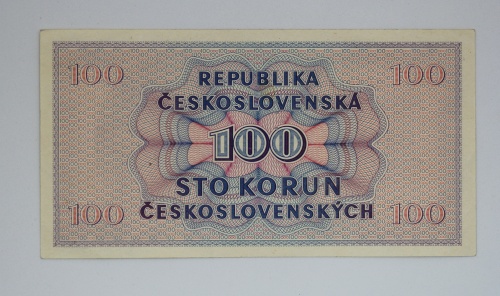 100 100
REPUBLIKA
ČESKOSLOVENSKÁ
100
STO KORUN
ČESKOSLOVENSKÝCH
100 100